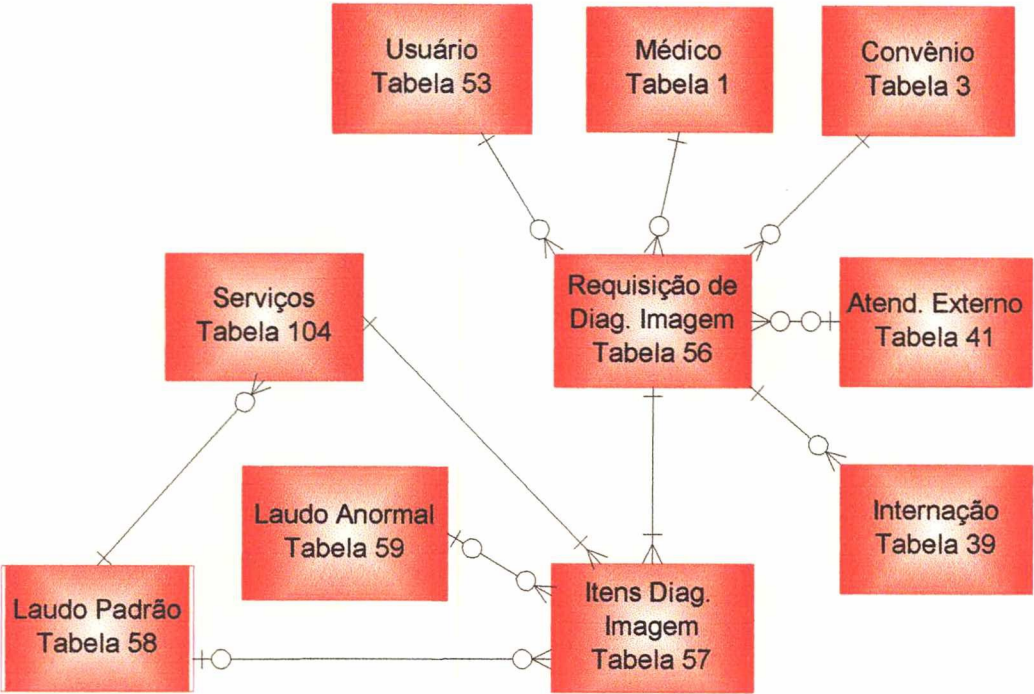 Usuário
Tabela 53
Médico
Tabela 1
Convênio
Tabela 3
Serviços
Tabela 104
Requisição de
Diag. Imagem
Tabela 56
Atend. Externo
Tabela 41
Laudo Anormal
Tabela 59
Internação
Tabela 39
Laudo Padrão
Tabela 58
Itens Diag.
Imagem
Tabela 57